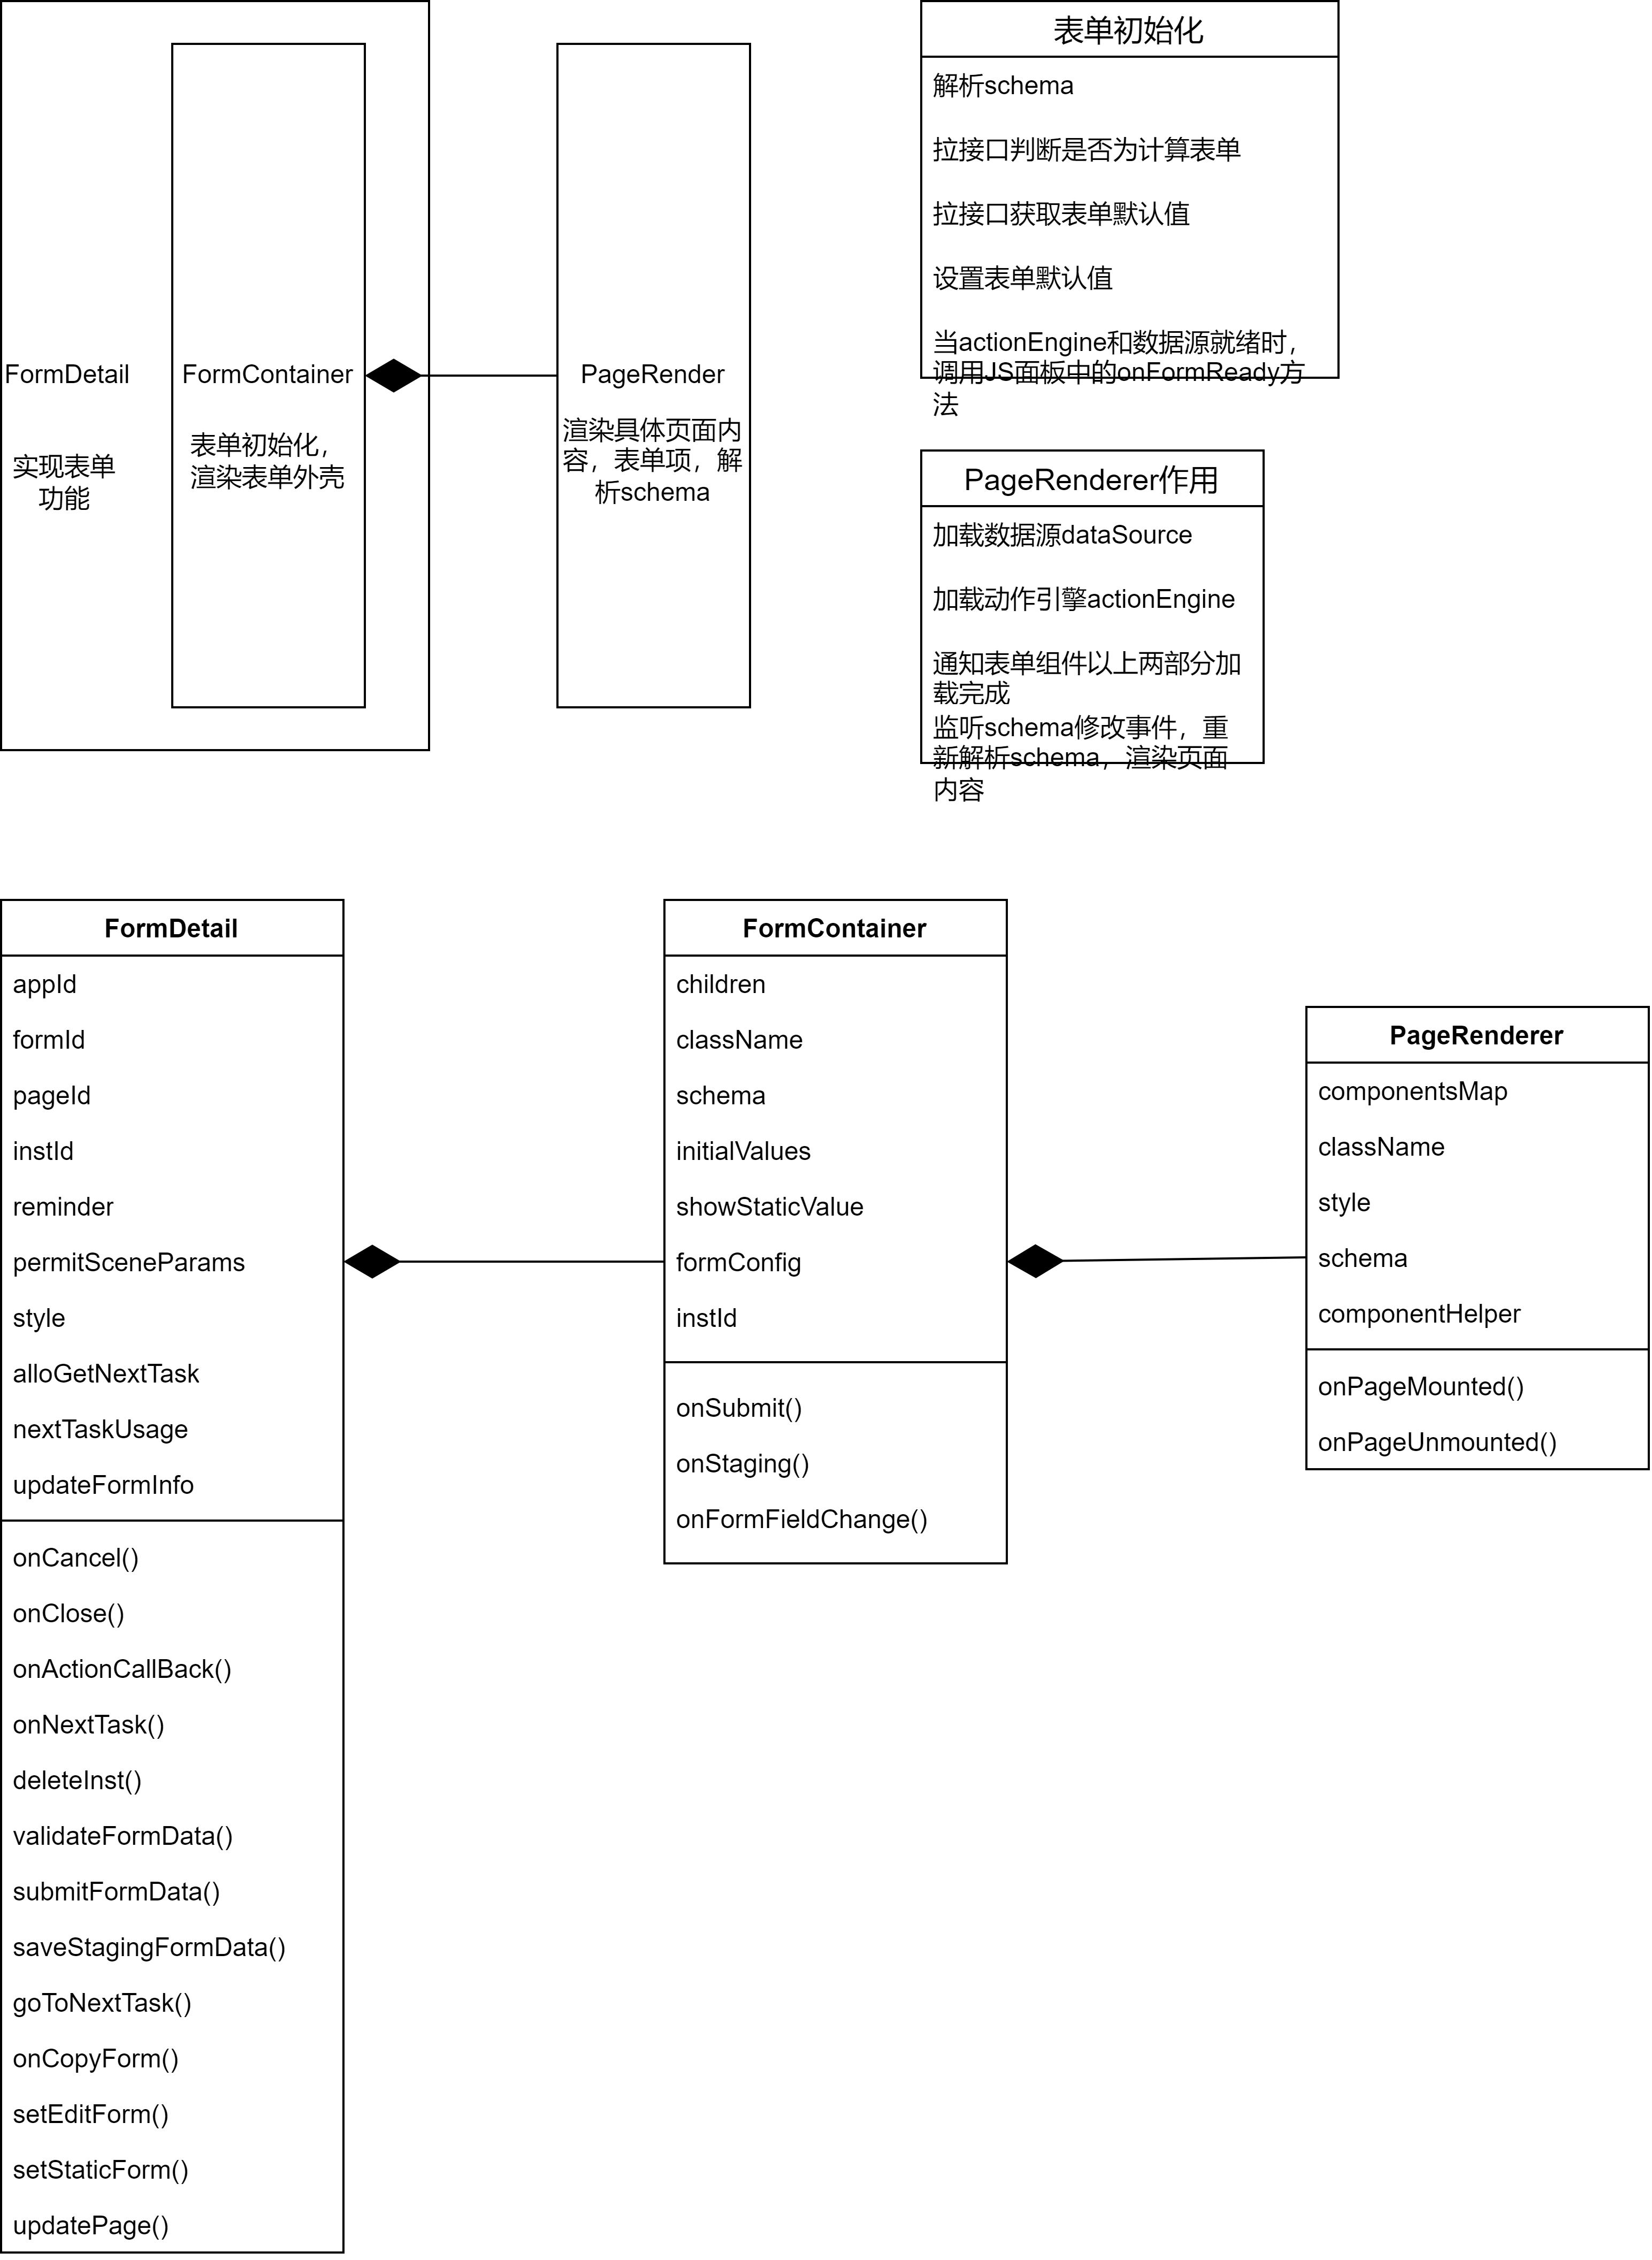 FormDetail
实现表单
功能
FormContainer
表单初始化，
渲染表单外壳
PageRender
渲染具体页面内
容，表单项，解
析schema
表单初始化
解析schema
拉接口判断是否为计算表单
拉接口获取表单默认值
设置表单默认值
当actionEngine和数据源就绪时，
调用JS面板中的onFormReady方
法
PageRenderer作用
加载数据源dataSource
加载动作引擎actionEngine
通知表单组件以上两部分加
载完成
监听schema修改事件，重
新解析schema，渲染页面
内容
FormDetail
appId
formId
pageId
instId
reminder
permitSceneParams
style
alloGetNextTask
nextTaskUsage
updateFormInfo
onCancel()
onClose()
onActionCallBack()
onNextTask()
deleteInst()
validateFormData()
submitFormData()
saveStagingFormData()
goToNextTask()
onCopyForm()
setEditForm()
setStaticForm()
updatePage()
FormContainer
children
className
schema
initialValues
showStaticValue
formConfig
instId
onSubmit()
onStaging()
onFormFieldChange()
PageRenderer
componentsMap
className
style
schema
componentHelper
onPageMounted()
onPageUnmounted()